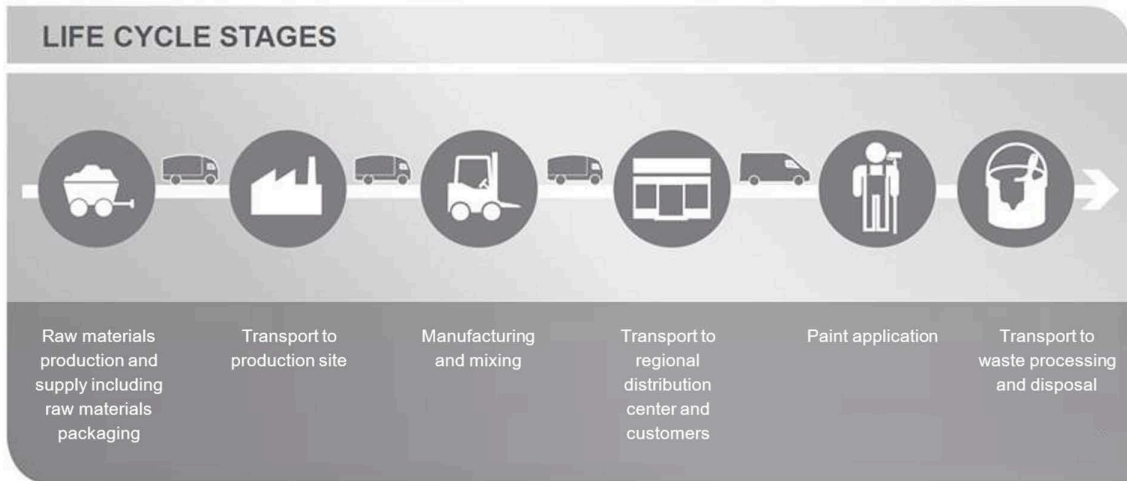 LIFE CYCLE STAGES
Raw materials
production and
supply including
raw materials
packaging
Transport to
production site
Manufacturing
and mixing
Transport to
regional
distribution
center and
customers
Paint application
Transport to
waste processing
and disposal